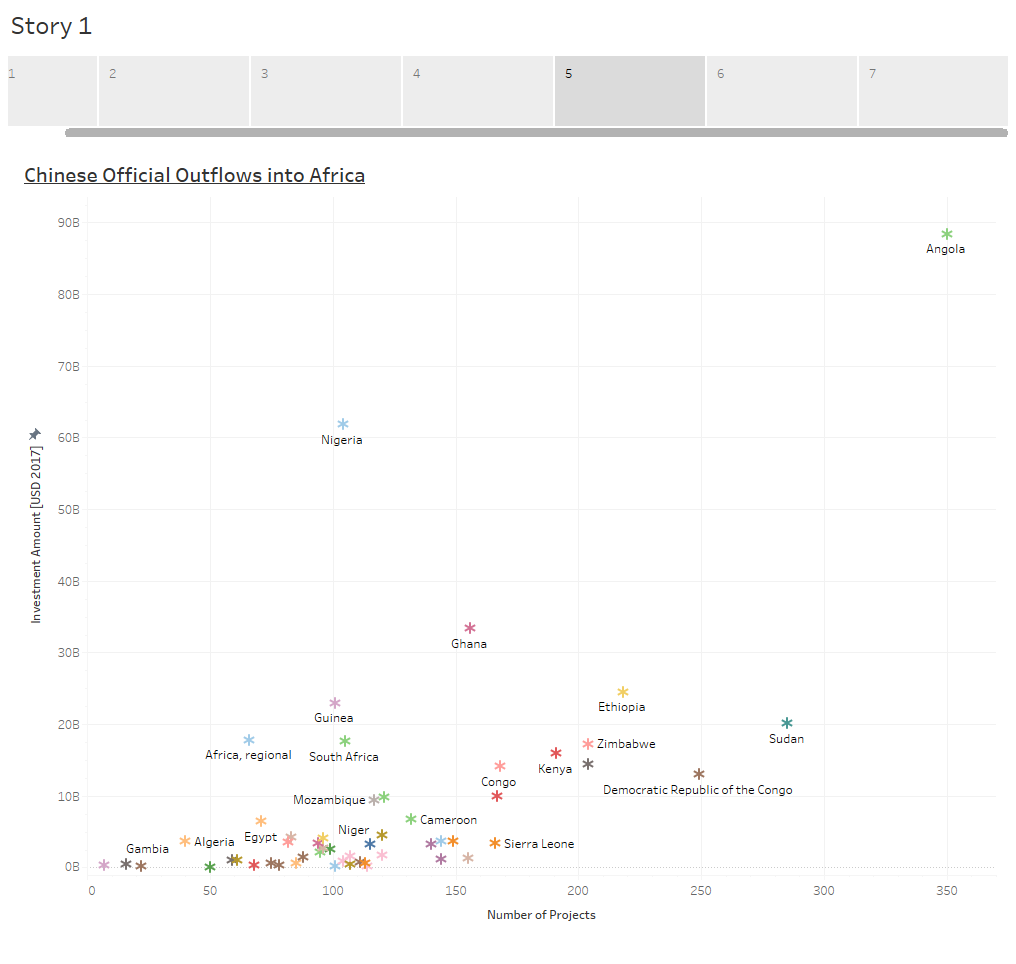 Story 1
1 2 3 4 5 6 7
Chinese Official Outflows into Africa
90B
Angola
80B
70B
60B
Nigeria
50B
Investment Amount [USD 2017]
40B
30B
Ghana
Ethiopia
20B
Guinea
Sudan
Africa, regional
South Africa
Zimbabwe
Kenya
Congo
Democratic Republic of the Congo
10B
Mozambique
Cameroon
Niger
Algeria
Egypt
Sierra Leone
Gambia
0B
0 50 100 150 200 250 300 350
Number of Projects